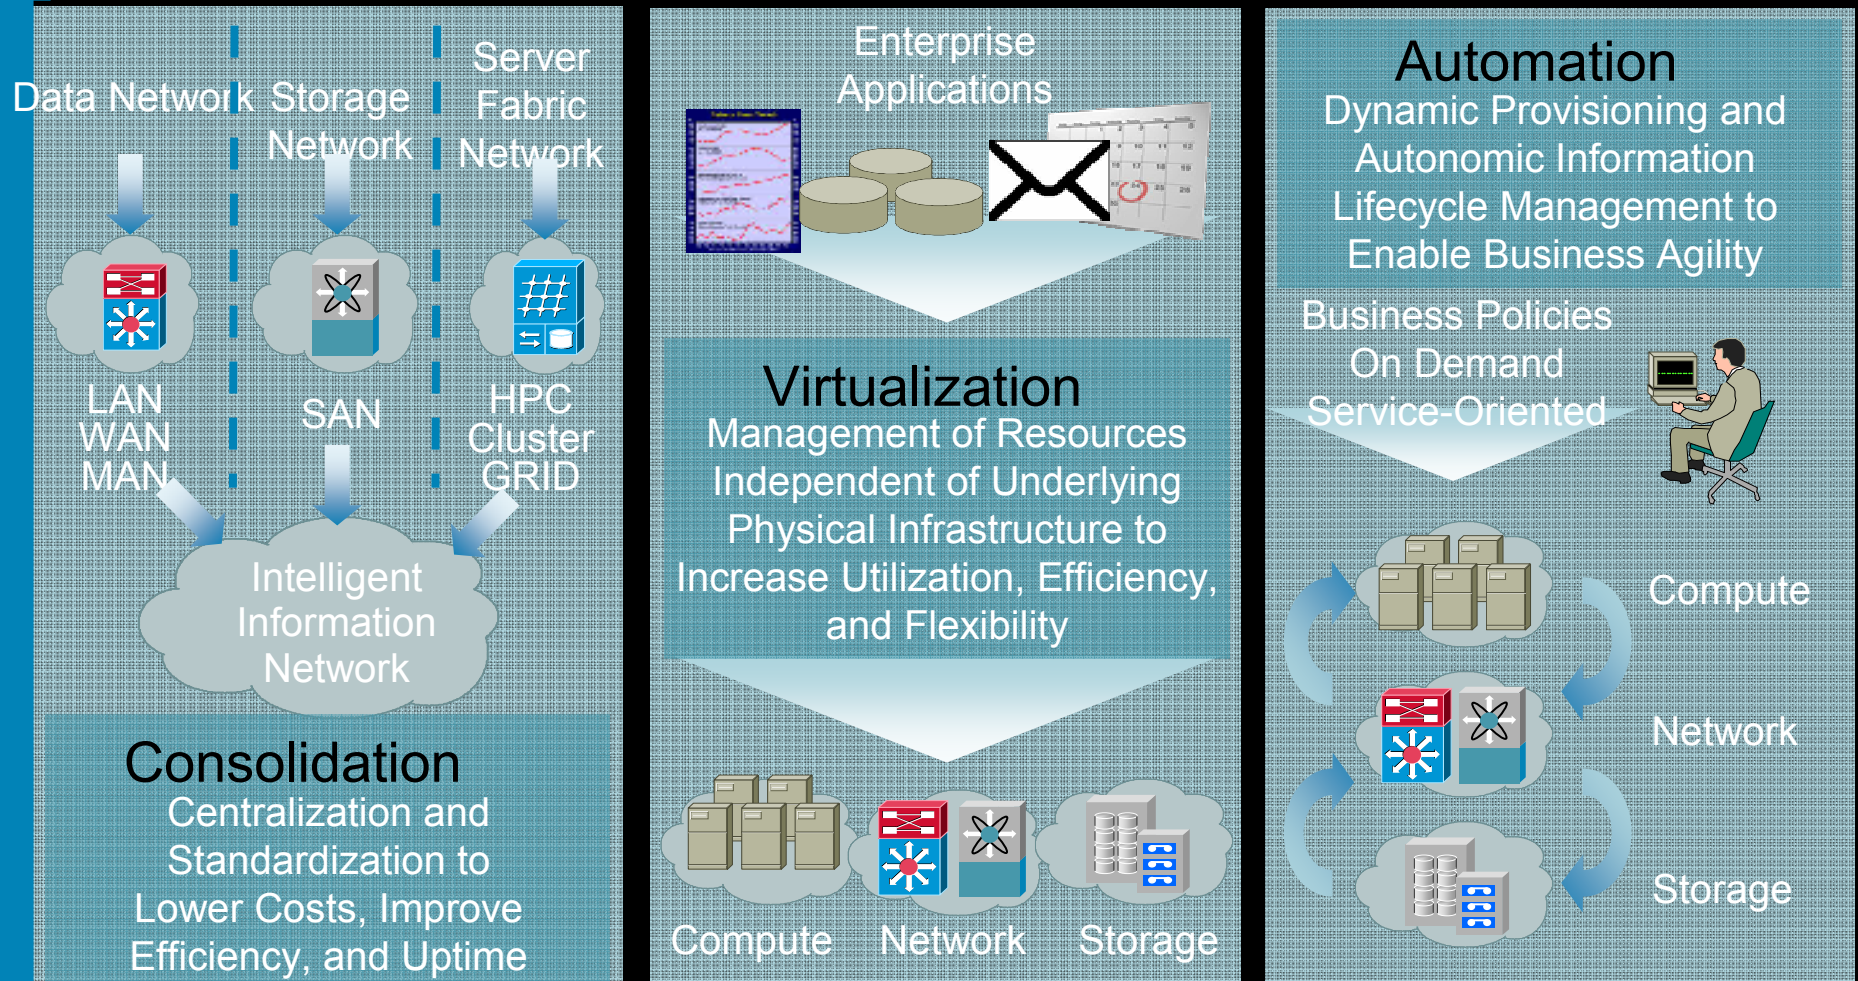 Data Network
Storage
Network
Server
Fabric
Network
LAN
WAN
MAN
SAN
HPC
Cluster
GRID
Intelligent
Information
Network
Consolidation
Centralization and
Standardization to
Lower Costs, Improve
Efficiency, and Uptime
Enterprise
Applications
Virtualization
Management of Resources
Independent of Underlying
Physical Infrastructure to
Increase Utilization, Efficiency,
and Flexibility
Compute
Network
Storage
Automation
Dynamic Provisioning and
Autonomic Information
Lifecycle Management to
Enable Business Agility
Business Policies
On Demand
Service-Oriented
Compute
Network
Storage